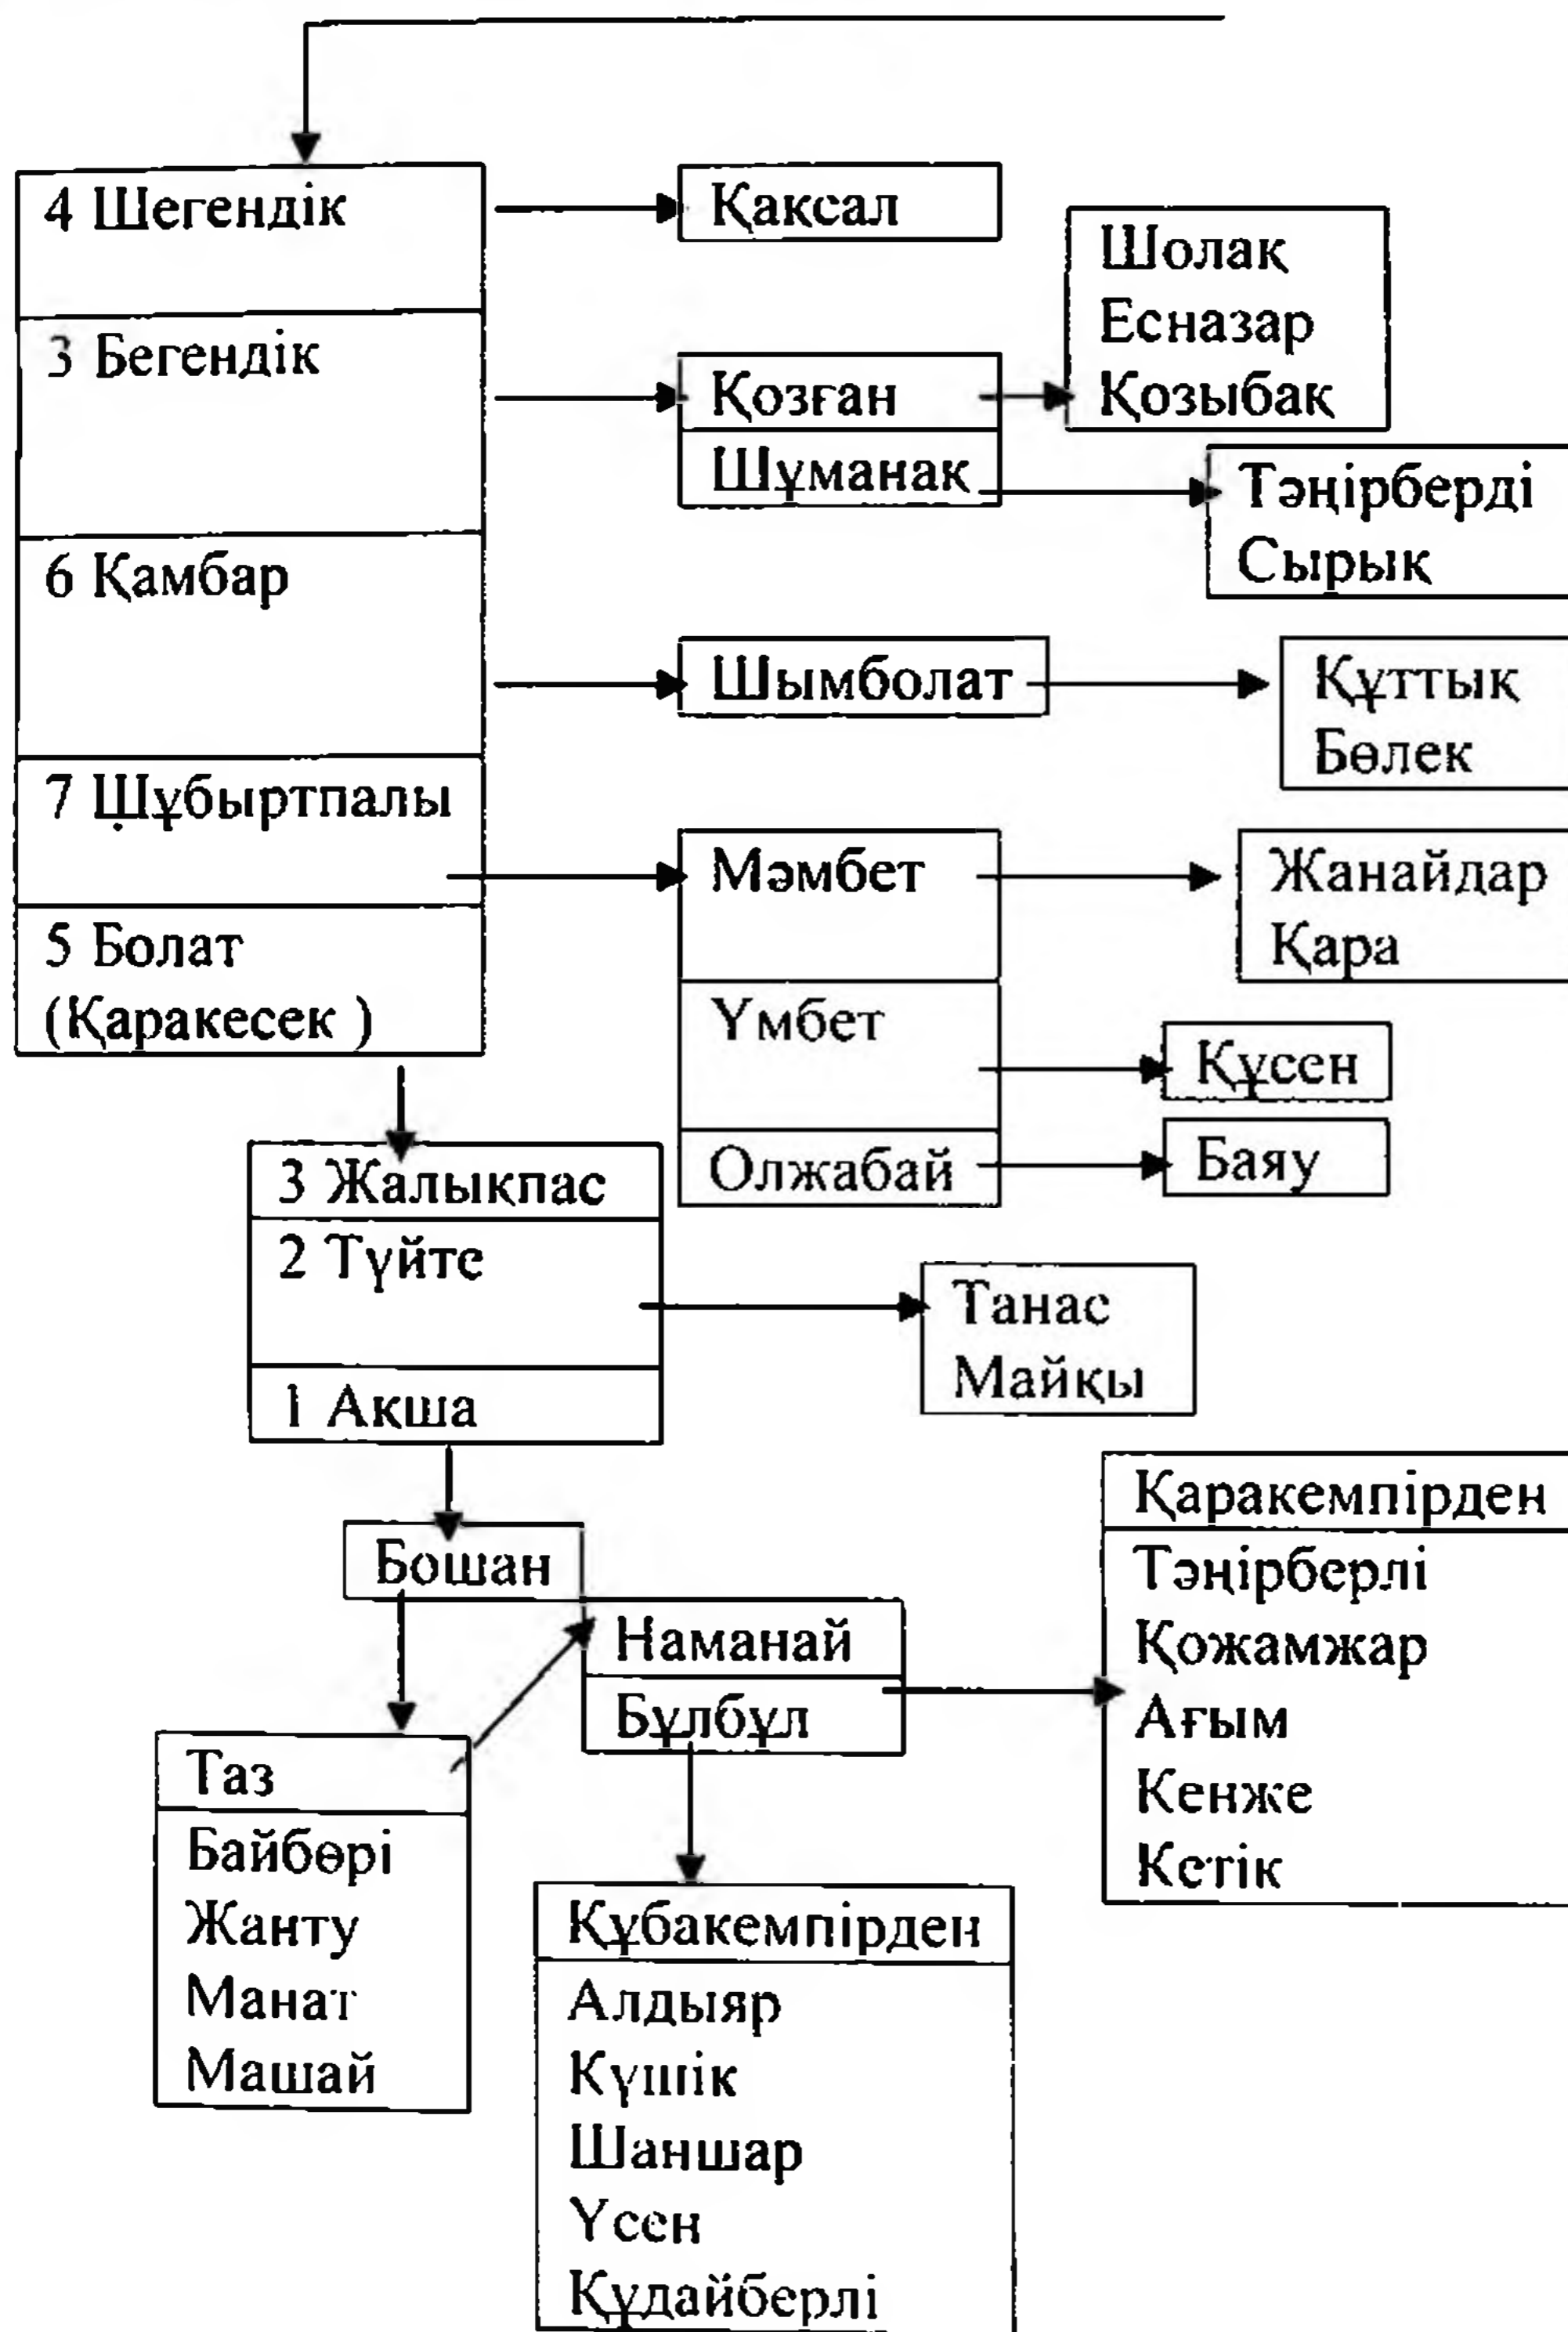 4 Шегендік
Қаксал
3 Бегендік
Қозған
Шұманақ
Шолақ
Есназар
Қозыбақ
Тәңірберді
Сырық
6 Қамбар
Шымболат
Құттық
Бөлек
7 Шұбыртпалы
Мәмбет
Жанайдар
Қара
5 Болат
(Қаракесек )
Үмбет
Құсен
Олжабай
Баяу
3 Жалықпас
2 Түйте
Танас
Майқы
1 Ақша
Бошан
Наманай
Бұлбұл
Қаракемпірден
Тәңірберлі
Қожамжар
Ағым
Кенже
Кетік
Таз
Байбөрі
Жанту
Манат
Машай
Құбакемпірден
Алдыяр
Күшік
Шаншар
Үсен
Құдайберлі